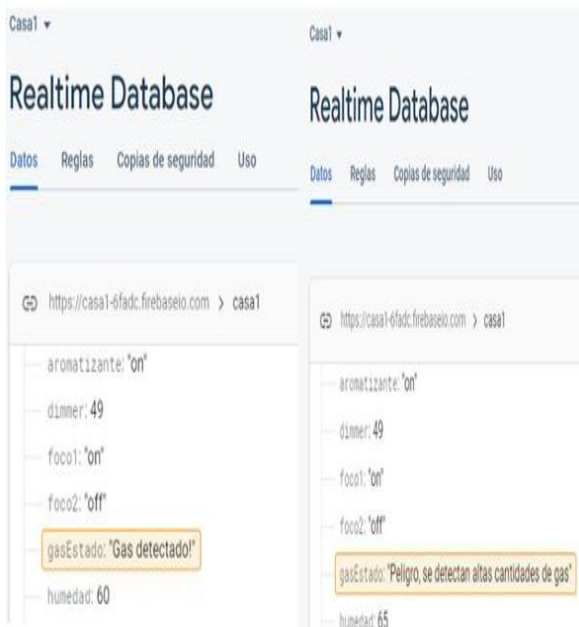 Casa1
Realtime Database
Datos Reglas Copias de seguridad Uso
https://casa1-6fadc.firebaseio.com > casa1
aromatizante: "on"
dimmer: 49
foco1: "on"
foco2: "off"
gasEstado: "Gas detectado!"
humedad: 60
Casa1
Realtime Database
Datos Reglas Copias de seguridad Uso
https://casa1-6fadc.firebaseio.com > casa1
aromatizante: "on"
dimmer: 49
foco1: "on"
foco2: "off"
gasEstado: "Peligro, se detectan altas cantidades de gas"
humedad: 65